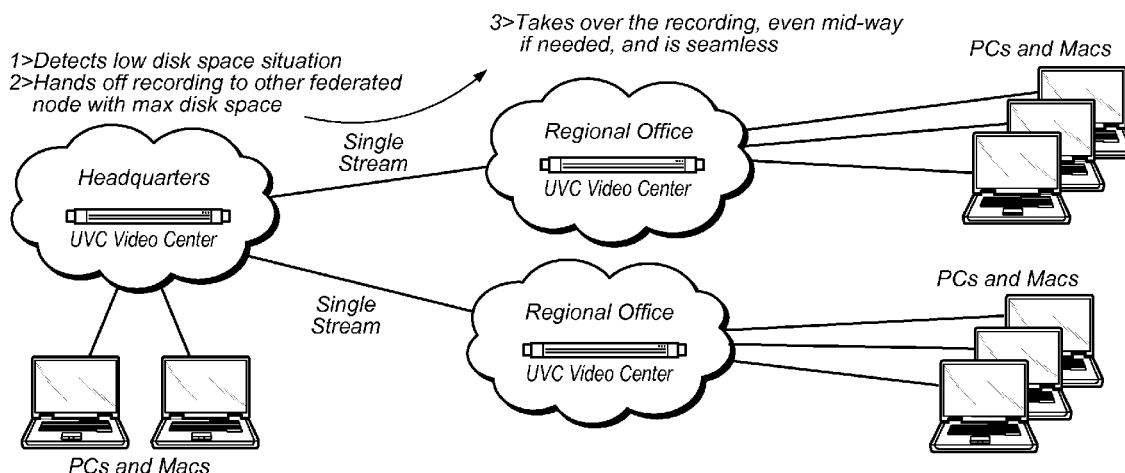 3>Takes over the recording, even mid-way
if needed, and is seamless
1>Detects low disk space situation
2>Hands off recording to other federated
node with max disk space
PCs and Macs
Single
Stream
Regional Office
UVC Video Center
Headquarters
UVC Video Center
PCs and Macs
Single
Stream
Regional Office
UVC Video Center
PCs and Macs